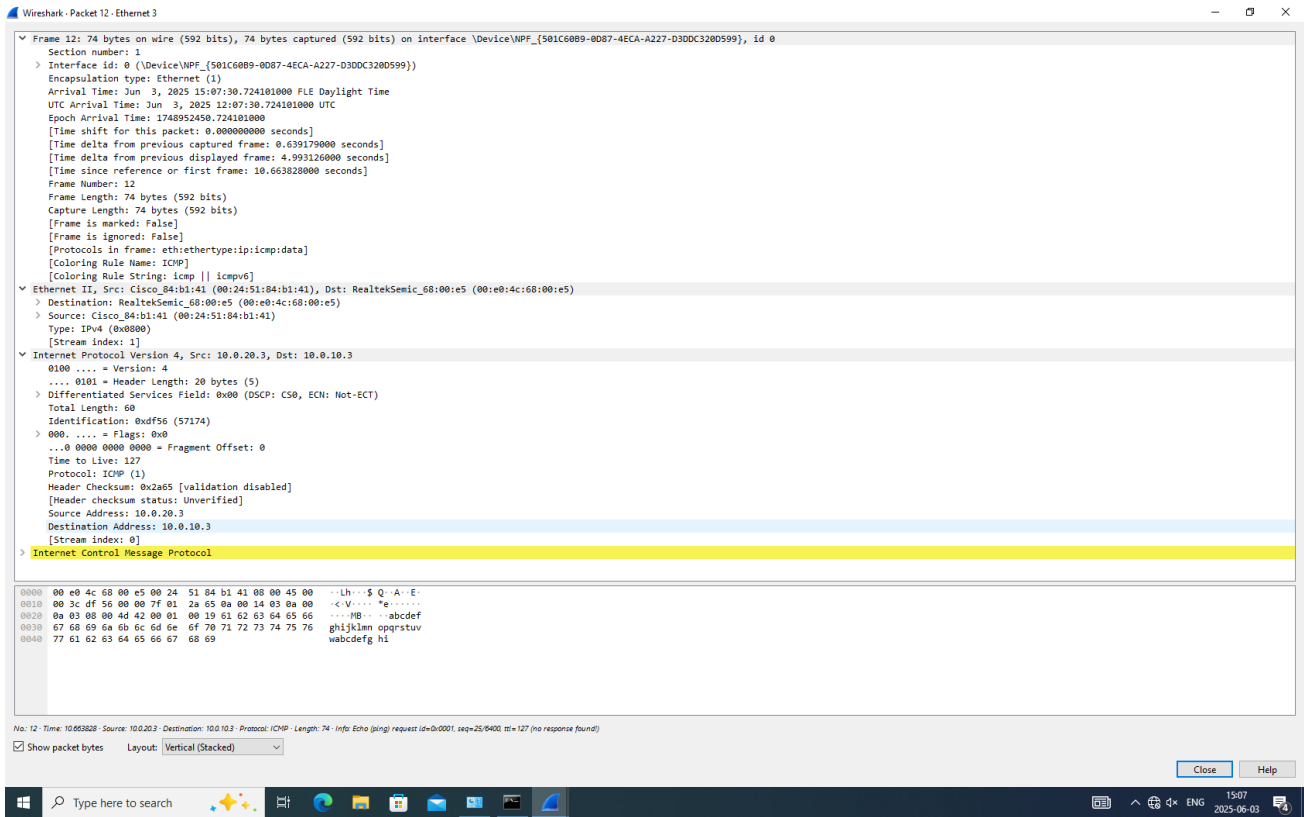 Wireshark · Packet 12 · Ethernet 3
Frame 12: 74 bytes on wire (592 bits), 74 bytes captured (592 bits) on interface \Device\NPF_{501C60B9-0D87-4ECA-A227-D3DDC320D599}, id 0
Section number: 1
Interface id: 0 (\Device\NPF_{501C60B9-0D87-4ECA-A227-D3DDC320D599})
Encapsulation type: Ethernet (1)
Arrival Time: Jun  3, 2025 15:07:30.724101000 FLE Daylight Time
UTC Arrival Time: Jun  3, 2025 12:07:30.724101000 UTC
Epoch Arrival Time: 1748952450.724101000
[Time shift for this packet: 0.000000000 seconds]
[Time delta from previous captured frame: 0.639179000 seconds]
[Time delta from previous displayed frame: 4.993126000 seconds]
[Time since reference or first frame: 10.663828000 seconds]
Frame Number: 12
Frame Length: 74 bytes (592 bits)
Capture Length: 74 bytes (592 bits)
[Frame is marked: False]
[Frame is ignored: False]
[Protocols in frame: eth:ethertype:ip:icmp:data]
[Coloring Rule Name: ICMP]
[Coloring Rule String: icmp || icmpv6]
Ethernet II, Src: Cisco_84:b1:41 (00:24:51:84:b1:41), Dst: RealtekSemic_68:00:e5 (00:e0:4c:68:00:e5)
Destination: RealtekSemic_68:00:e5 (00:e0:4c:68:00:e5)
Source: Cisco_84:b1:41 (00:24:51:84:b1:41)
Type: IPv4 (0x0800)
[Stream index: 1]
Internet Protocol Version 4, Src: 10.0.20.3, Dst: 10.0.10.3
0100 .... = Version: 4
.... 0101 = Header Length: 20 bytes (5)
Differentiated Services Field: 0x00 (DSCP: CS0, ECN: Not-ECT)
Total Length: 60
Identification: 0xdf56 (57174)
000. .... = Flags: 0x0
...0 0000 0000 0000 = Fragment Offset: 0
Time to Live: 127
Protocol: ICMP (1)
Header Checksum: 0x2a65 [validation disabled]
[Header checksum status: Unverified]
Source Address: 10.0.20.3
Destination Address: 10.0.10.3
[Stream index: 0]
Internet Control Message Protocol
0000 00 e0 4c 68 00 e5 00 24 51 84 b1 41 08 00 45 00 ··Lh···$ Q··A··E·
0010 00 3c df 56 00 00 7f 01 2a 65 0a 00 14 03 0a 00 ·<·V···· *e······
0020 0a 03 08 00 4d 42 00 01 00 19 61 62 63 64 65 66 ····MB·· ··abcdef
0030 67 68 69 6a 6b 6c 6d 6e 6f 70 71 72 73 74 75 76 ghijklmn opqrstuv
0040 77 61 62 63 64 65 66 67 68 69 wabcdefg hi
No.: 12 · Time: 10.663828 · Source: 10.0.20.3 · Destination: 10.0.10.3 · Protocol: ICMP · Length: 74 · Info: Echo (ping) request id=0x0001, seq=25/6400, ttl=127 (no response found!)
Show packet bytes Layout: Vertical (Stacked)
Close Help
Type here to search
ENG 15:07
2025-06-03
4